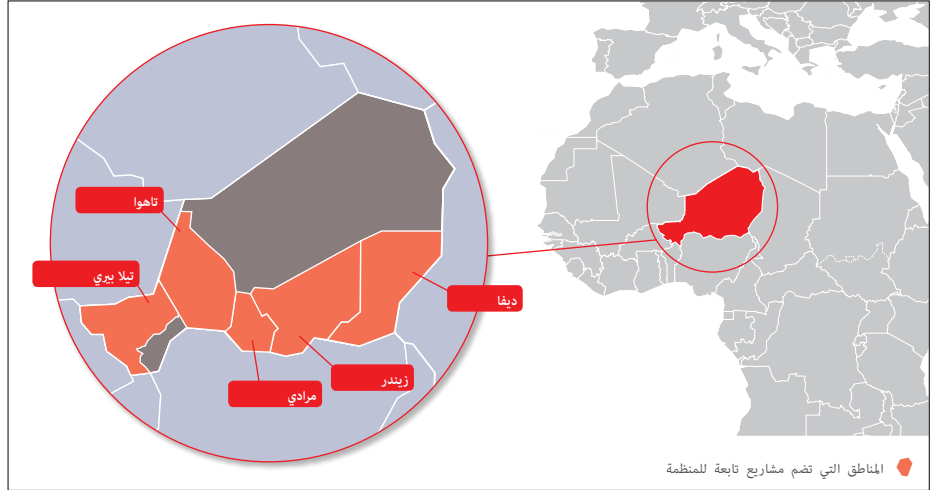 تاهوا
تيلا بيري
ديفا
زيندر
مرادي
المناطق التي تضم مشاريع تابعة للمنظمة